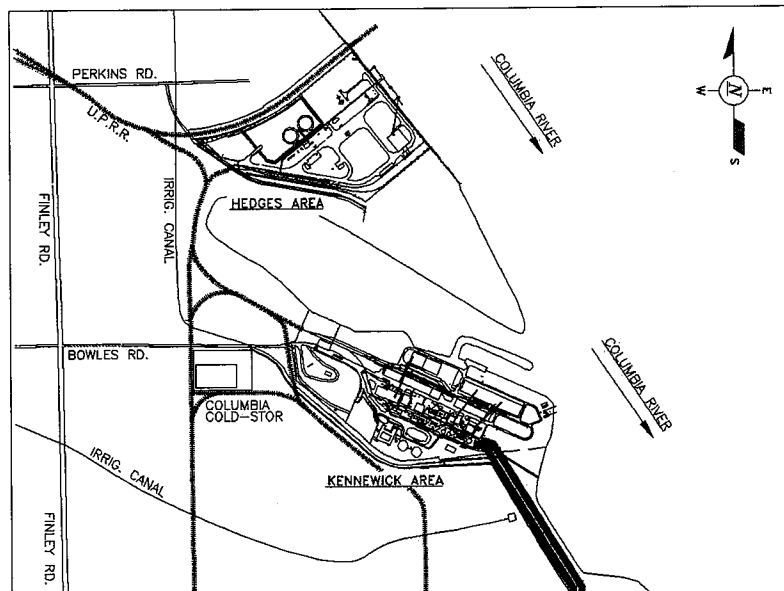 PERKINS RD.
COLUMBIA RIVER
N
W
E
S
U.P.R.R.
IRRIG. CANAL
FINLEY RD.
HEDGES AREA
BOWLES RD.
COLUMBIA RIVER
COLUMBIA
COLD-STOR
IRRIG. CANAL
KENNEWICK AREA
FINLEY RD.